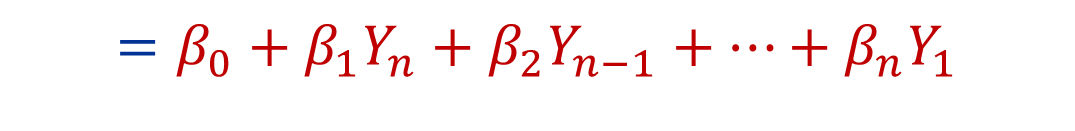 = β₀ + β₁Yₙ + β₂Yₙ₋₁ + ⋯ + βₙY₁